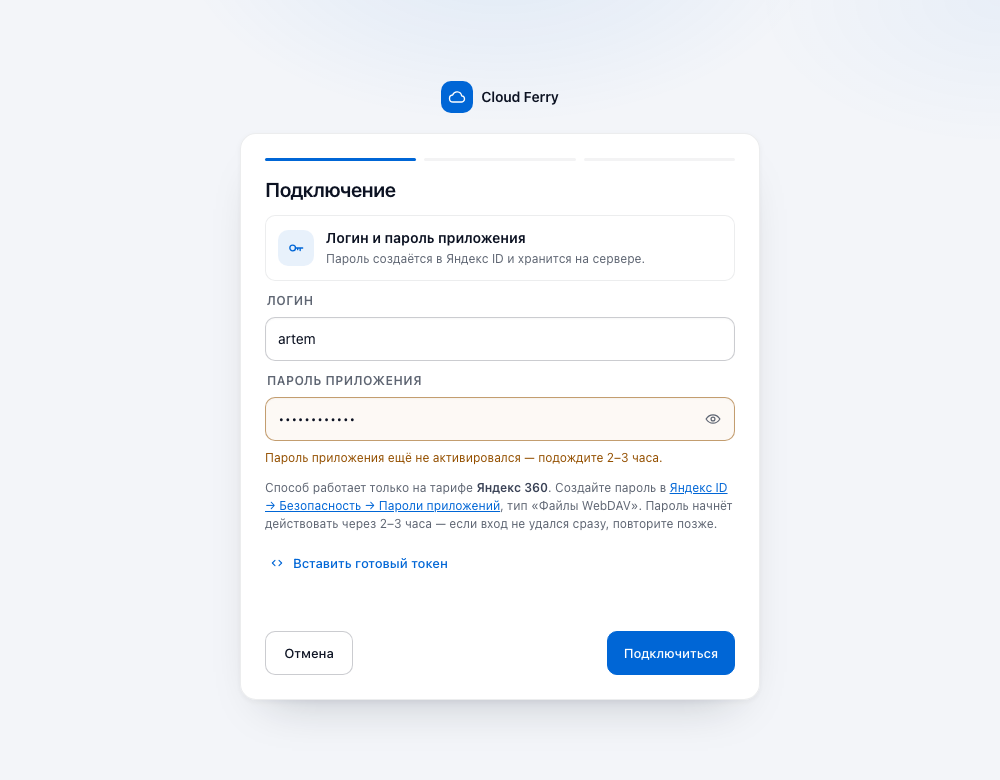 Cloud Ferry
Подключение
Логин и пароль приложения
Пароль создаётся в Яндекс ID и хранится на сервере.
ЛОГИН
artem
ПАРОЛЬ ПРИЛОЖЕНИЯ
••••••••••••
Пароль приложения ещё не активировался — подождите 2–3 часа.
Способ работает только на тарифе Яндекс 360. Создайте пароль в Яндекс ID
→ Безопасность → Пароли приложений, тип «Файлы WebDAV». Пароль начнёт
действовать через 2–3 часа — если вход не удался сразу, повторите позже.
Вставить готовый токен
Отмена
Подключиться